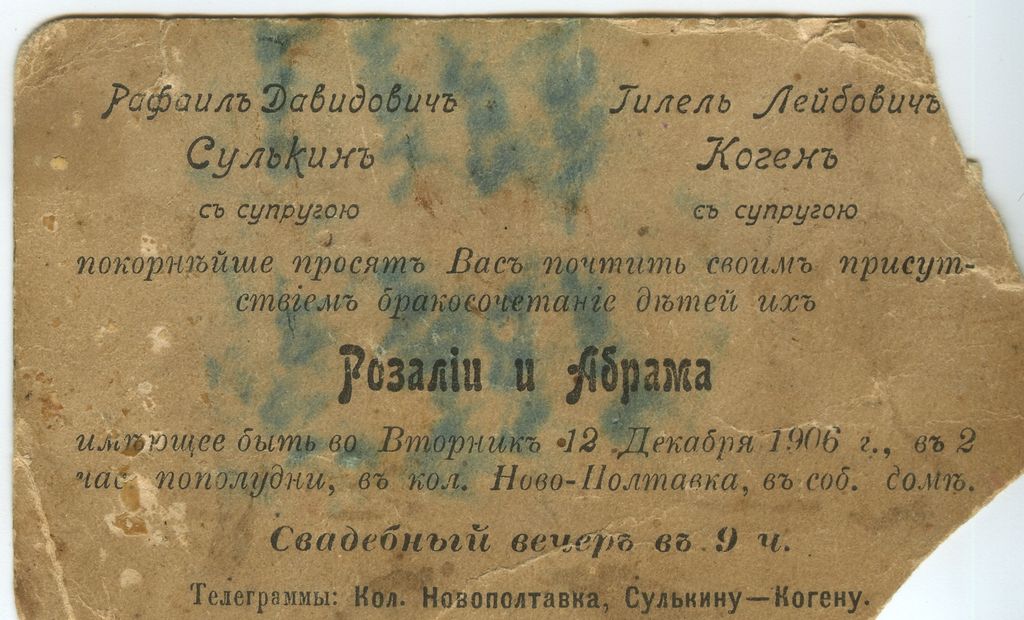 Рафаилъ Давидовичъ
Сулькинъ
съ супругою
Гилель Лейбовичъ
Когенъ
съ супругою
покорнѣйше просятъ Васъ почтить своимъ присут-
ствіемъ бракосочетаніе дѣтей ихъ
Розаліи и Абрама
имѣющее быть во Вторникъ 12 Декабря 1906 г., въ 2
час пополудни, въ кол. Ново-Полтавка, въ соб. домѣ.
Свадебный вечеръ въ 9 ч.
Телеграммы: Кол. Новополтавка, Сулькину—Когену.